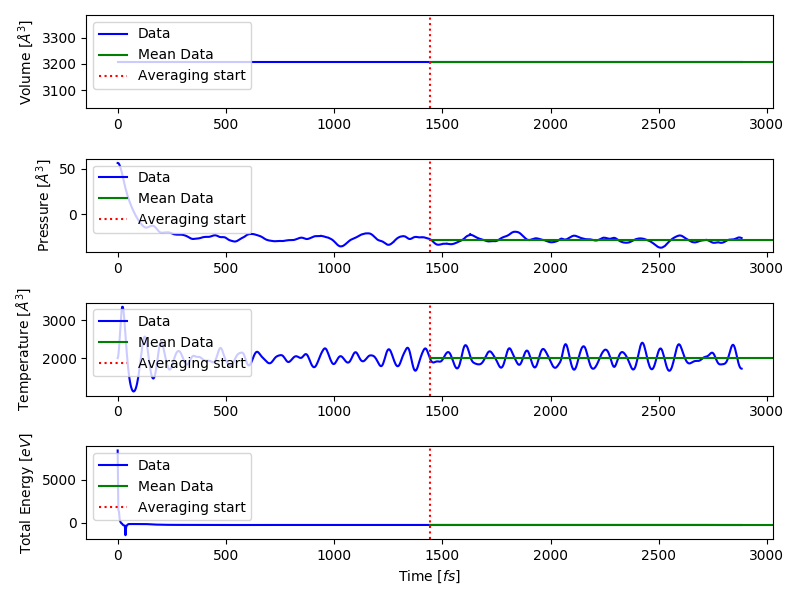 Volume [Å³]
3300
3200
3100
Data
Mean Data
Averaging start
0 500 1000 1500 2000 2500 3000
Pressure [Å³]
50
0
Data
Mean Data
Averaging start
0 500 1000 1500 2000 2500 3000
Temperature [Å³]
3000
2000
Data
Mean Data
Averaging start
0 500 1000 1500 2000 2500 3000
Total Energy [eV]
5000
0
Data
Mean Data
Averaging start
0 500 1000 1500 2000 2500 3000
Time [fs]